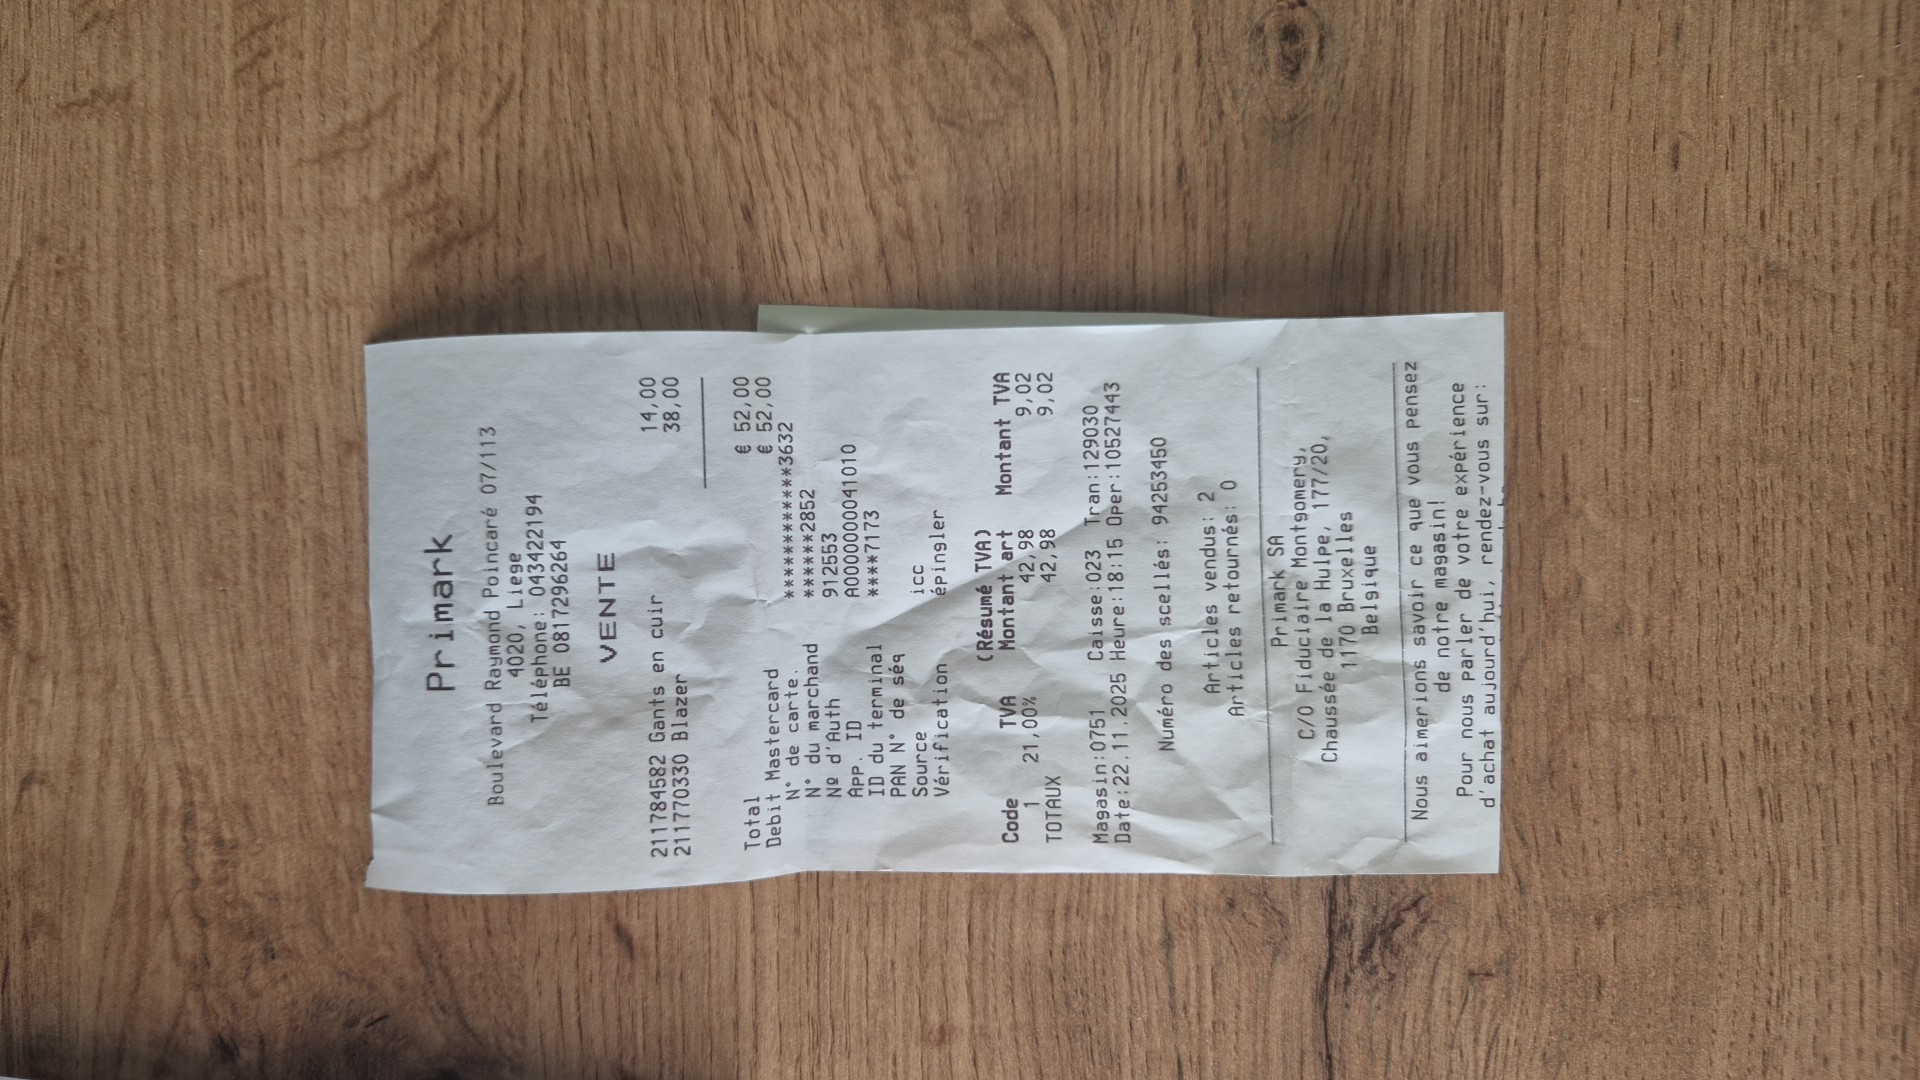 Primark
Boulevard Raymond Poincaré 07/113
4020, Liege
Téléphone: 043422194
BE 0817296264
VENTE
211784582 Gants en cuir 14,00
211770330 Blazer 38,00
Total € 52,00
Debit Mastercard € 52,00
N° de carte. ***************3632
N° du marchand ******2852
Nº d'Auth 912553
APP. ID A0000000041010
ID du terminal ****7173
PAN N° de séq
Source icc
Vérification épingler
(Résumé TVA)
Code TVA Montant art Montant TVA
1 21,00% 42,98 9,02
TOTAUX 42,98 9,02
Magasin:0751 Caisse:023 Tran:129030
Date:22.11.2025 Heure:18:15 Oper:10527443
Numéro des scellés: 94253450
Articles vendus: 2
Articles retournés: 0
Primark SA
C/O Fiduciaire Montgomery,
Chaussée de la Hulpe, 177/20,
1170 Bruxelles
Belgique
Nous aimerions savoir ce que vous pensez
de notre magasin!
Pour nous parler de votre expérience
d'achat aujourd'hui, rendez-vous sur: